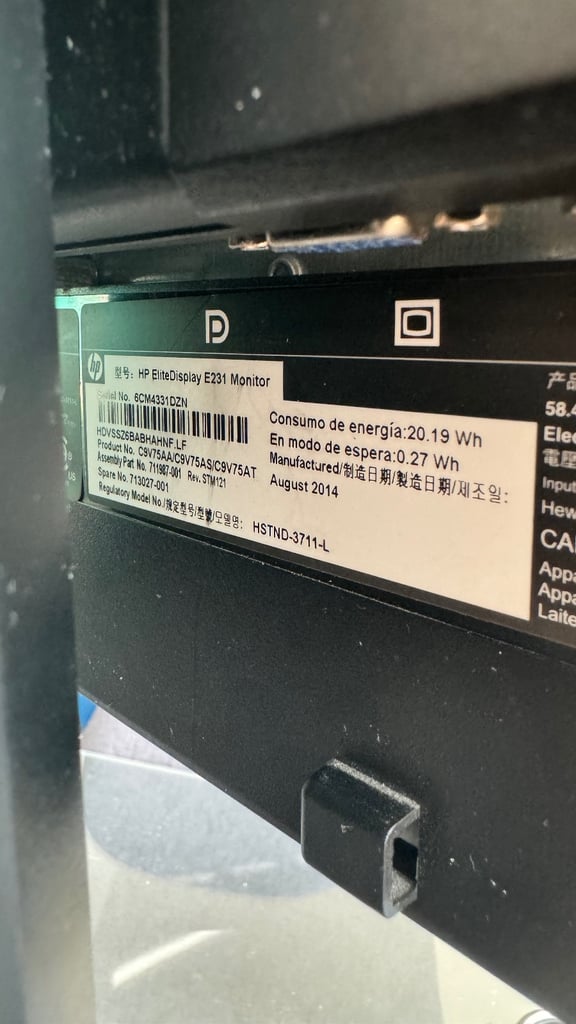 hp
型号: HP EliteDisplay E231 Monitor
Serial No. 6CM4331DZN
HDVSSZ6BABHAHNF.LF
Product No. C9V75AA/C9V75AS/C9V75AT
Assembly Part No. 711987-001 Rev. STM121
Spare No. 713027-001
Regulatory Model No./规定型号/型號/모델명: HSTND-3711-L
Consumo de energía:20.19 Wh
En modo de espera:0.27 Wh
Manufactured/制造日期/製造日期/제조일:
August 2014
产品
58.4
Elec
電壓
Input
Hew
CA
Appa
Appa
Laite